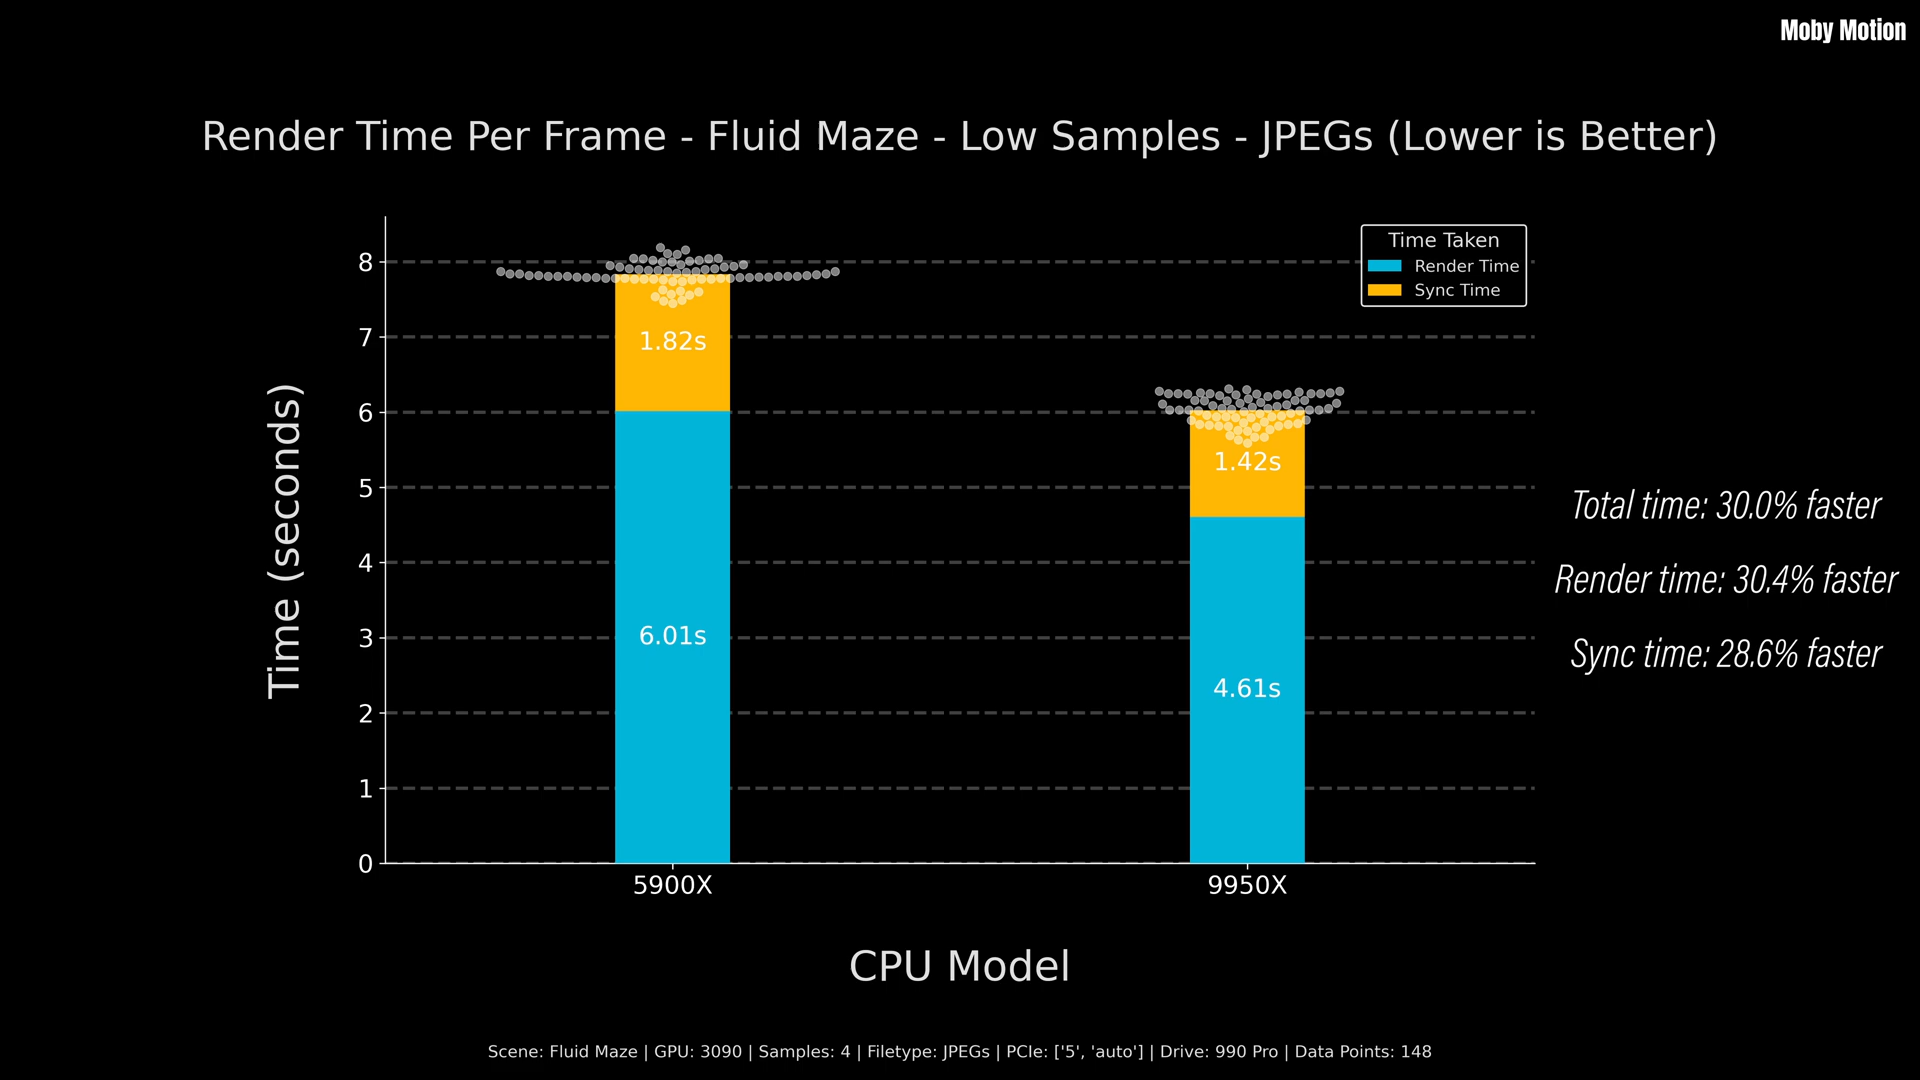 Moby Motion
Render Time Per Frame - Fluid Maze - Low Samples - JPEGs (Lower is Better)
Time Taken
Render Time
Sync Time
Time (seconds)
8
7
6
5
4
3
2
1
0
1.82s
6.01s
1.42s
4.61s
Total time: 30.0% faster
Render time: 30.4% faster
Sync time: 28.6% faster
5900X
9950X
CPU Model
Scene: Fluid Maze | GPU: 3090 | Samples: 4 | Filetype: JPEGs | PCIe: ['5', 'auto'] | Drive: 990 Pro | Data Points: 148